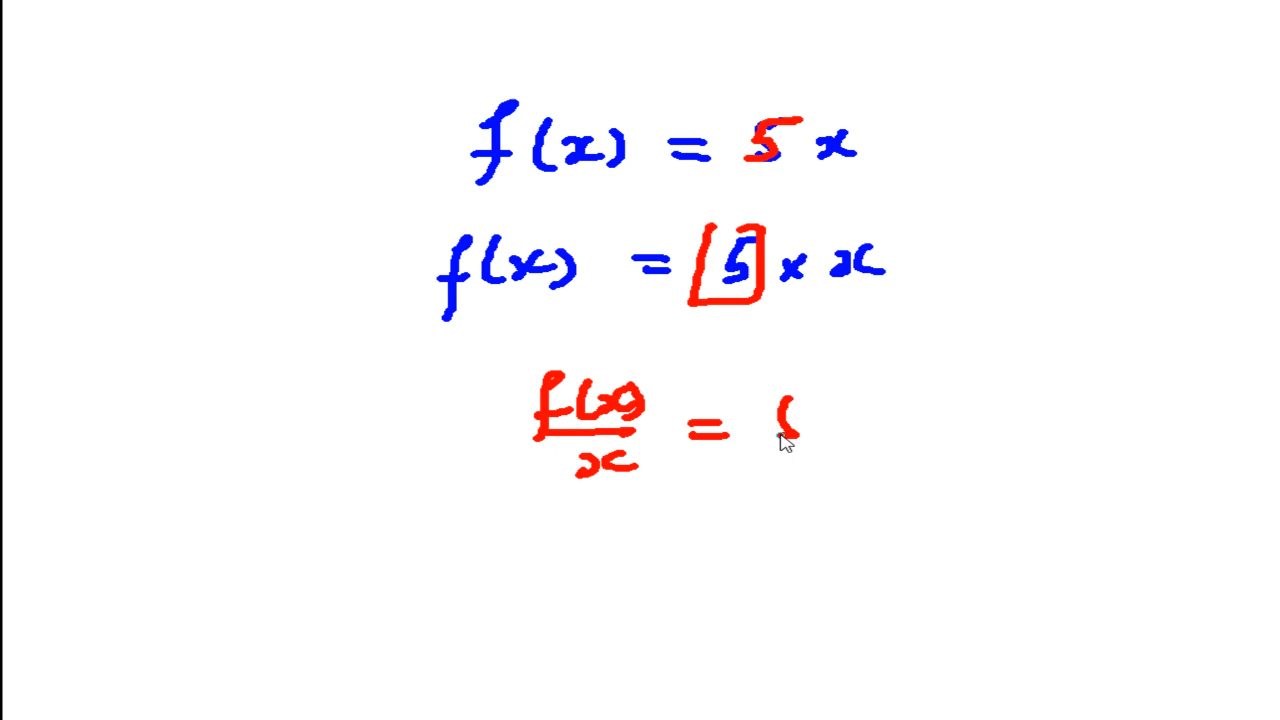 f(x) = 5x
f(x) = 5 × x
f(x)/x =